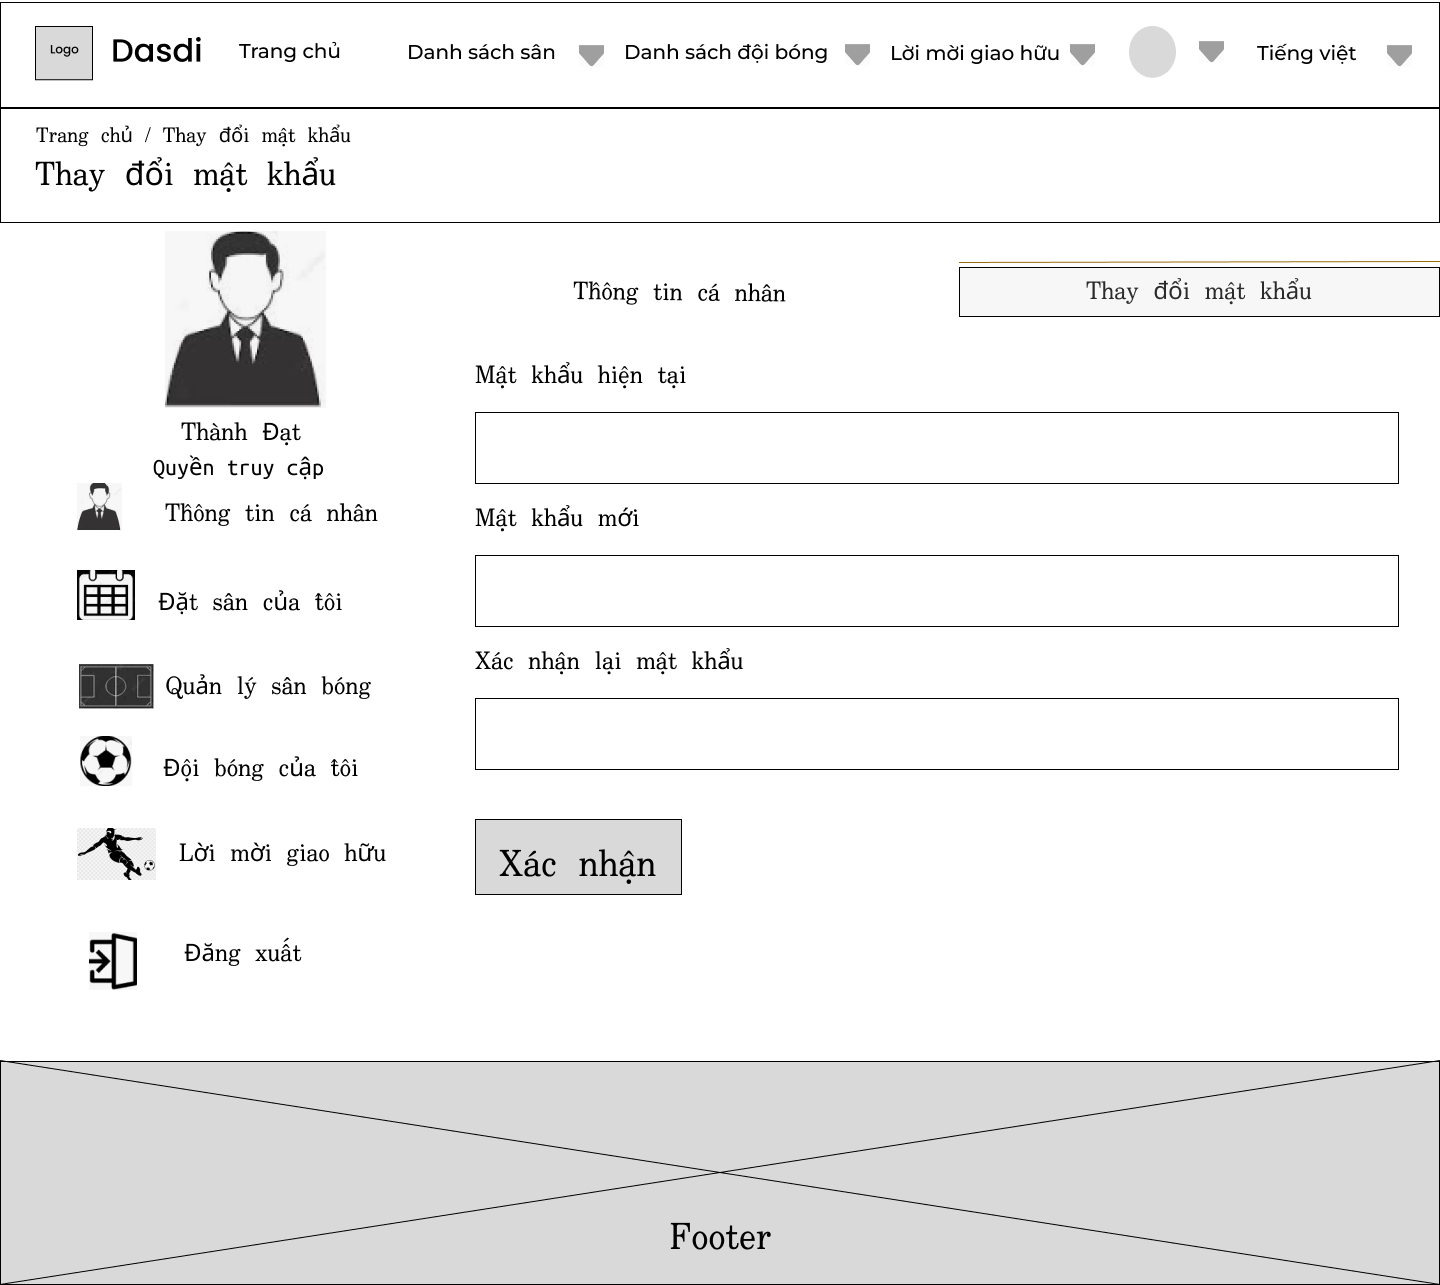 Logo
Dasdi
Trang chủ
Danh sách sân
Danh sách đội bóng
Lời mời giao hữu
Tiếng việt
Trang chủ / Thay đổi mật khẩu
Thay đổi mật khẩu
Thông tin cá nhân
Thay đổi mật khẩu
Thành Đạt
Quyền truy cập
Thông tin cá nhân
Đặt sân của tôi
Quản lý sân bóng
Đội bóng của tôi
Lời mời giao hữu
Đăng xuất
Mật khẩu hiện tại
Mật khẩu mới
Xác nhận lại mật khẩu
Xác nhận
Footer